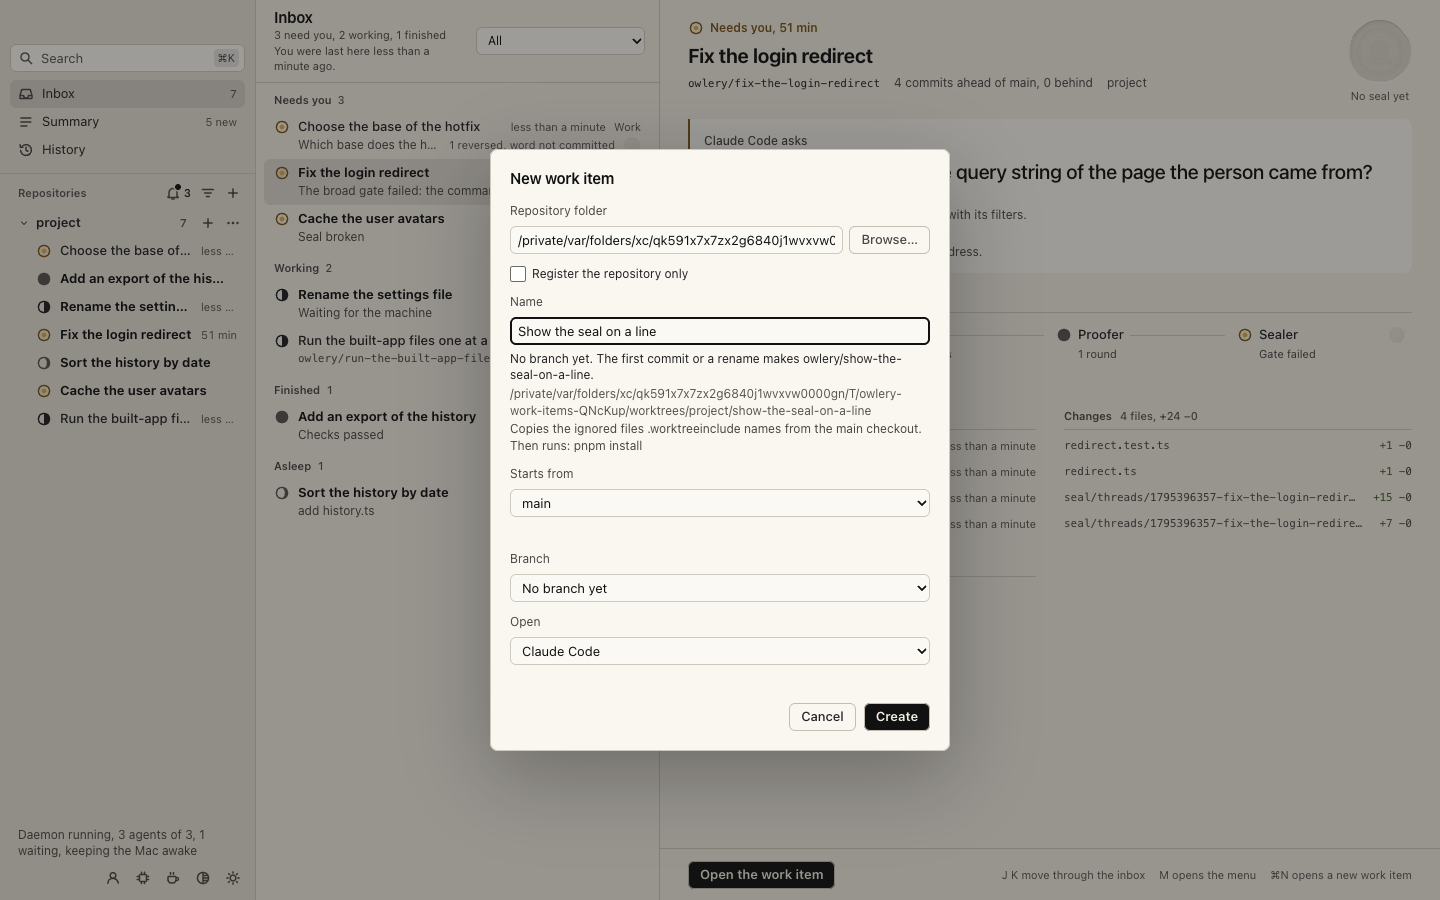 Search ⌘K
Inbox 7
Summary 5 new
History
Repositories 3
project 7
Choose the base of... less ...
Add an export of the his...
Rename the settin... less ...
Fix the login redirect 51 min
Sort the history by date
Cache the user avatars
Run the built-app fi... less ...
Daemon running, 3 agents of 3, 1
waiting, keeping the Mac awake
Inbox
3 need you, 2 working, 1 finished
You were last here less than a
minute ago.
All
Needs you 3
Choose the base of the hotfix less than a minute Work
Which base does the h... 1 reversed, word not committed
Fix the login redirect
The broad gate failed: the comma
Cache the user avatars
Seal broken
Working 2
Rename the settings file
Waiting for the machine
Run the built-app files one at a
owlery/run-the-built-app-file
Finished 1
Add an export of the history
Checks passed
Asleep 1
Sort the history by date
add history.ts
Needs you, 51 min
Fix the login redirect
owlery/fix-the-login-redirect 4 commits ahead of main, 0 behind project
No seal yet
Claude Code asks
query string of the page the person came from?
with its filters.
dress.
Proofer
1 round
Sealer
Gate failed
Changes 4 files, +24 −0
ss than a minute
ss than a minute
ss than a minute
ss than a minute
redirect.test.ts +1 −0
redirect.ts +1 −0
seal/threads/1795396357-fix-the-login-redir... +15 −0
seal/threads/1795396357-fix-the-login-redire... +7 −0
Open the work item
J K move through the inbox M opens the menu ⌘N opens a new work item
New work item
Repository folder
/private/var/folders/xc/qk591x7x7zx2g6840j1wvxvw0
Browse...
Register the repository only
Name
Show the seal on a line
No branch yet. The first commit or a rename makes owlery/show-the-
seal-on-a-line.
/private/var/folders/xc/qk591x7x7zx2g6840j1wvxvw0000gn/T/owlery-
work-items-QNcKup/worktrees/project/show-the-seal-on-a-line
Copies the ignored files .worktreeinclude names from the main checkout.
Then runs: pnpm install
Starts from
main
Branch
No branch yet
Open
Claude Code
Cancel
Create